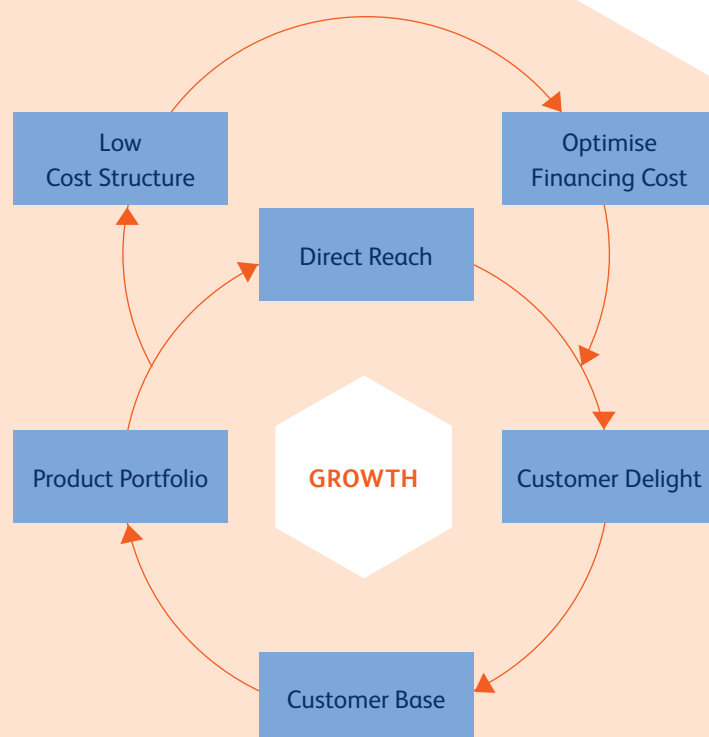 Low
Cost Structure
Optimise
Financing Cost
Direct Reach
Product Portfolio
GROWTH
Customer Delight
Customer Base